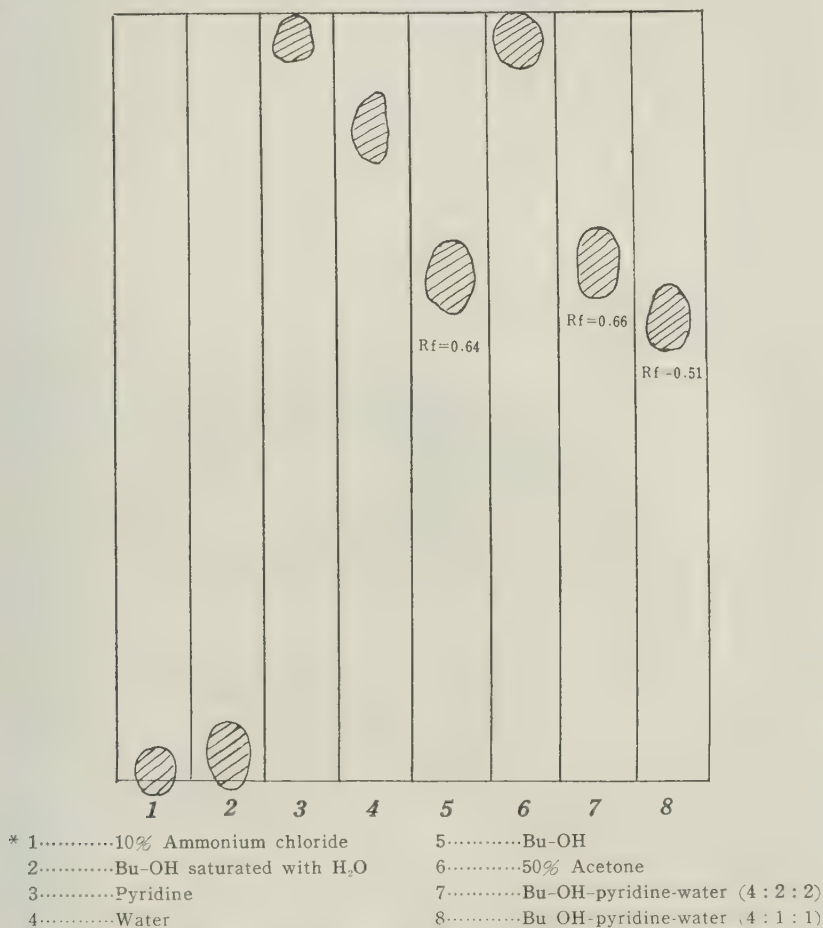 Rf=0.64
Rf=0.66
Rf -0.51
1 2 3 4 5 6 7 8
* 1············10% Ammonium chloride
2············Bu-OH saturated with H₂O
3············Pyridine
4············Water
5············Bu-OH
6············50% Acetone
7············Bu-OH-pyridine-water (4 : 2 : 2)
8············Bu OH-pyridine-water (4 : 1 : 1)